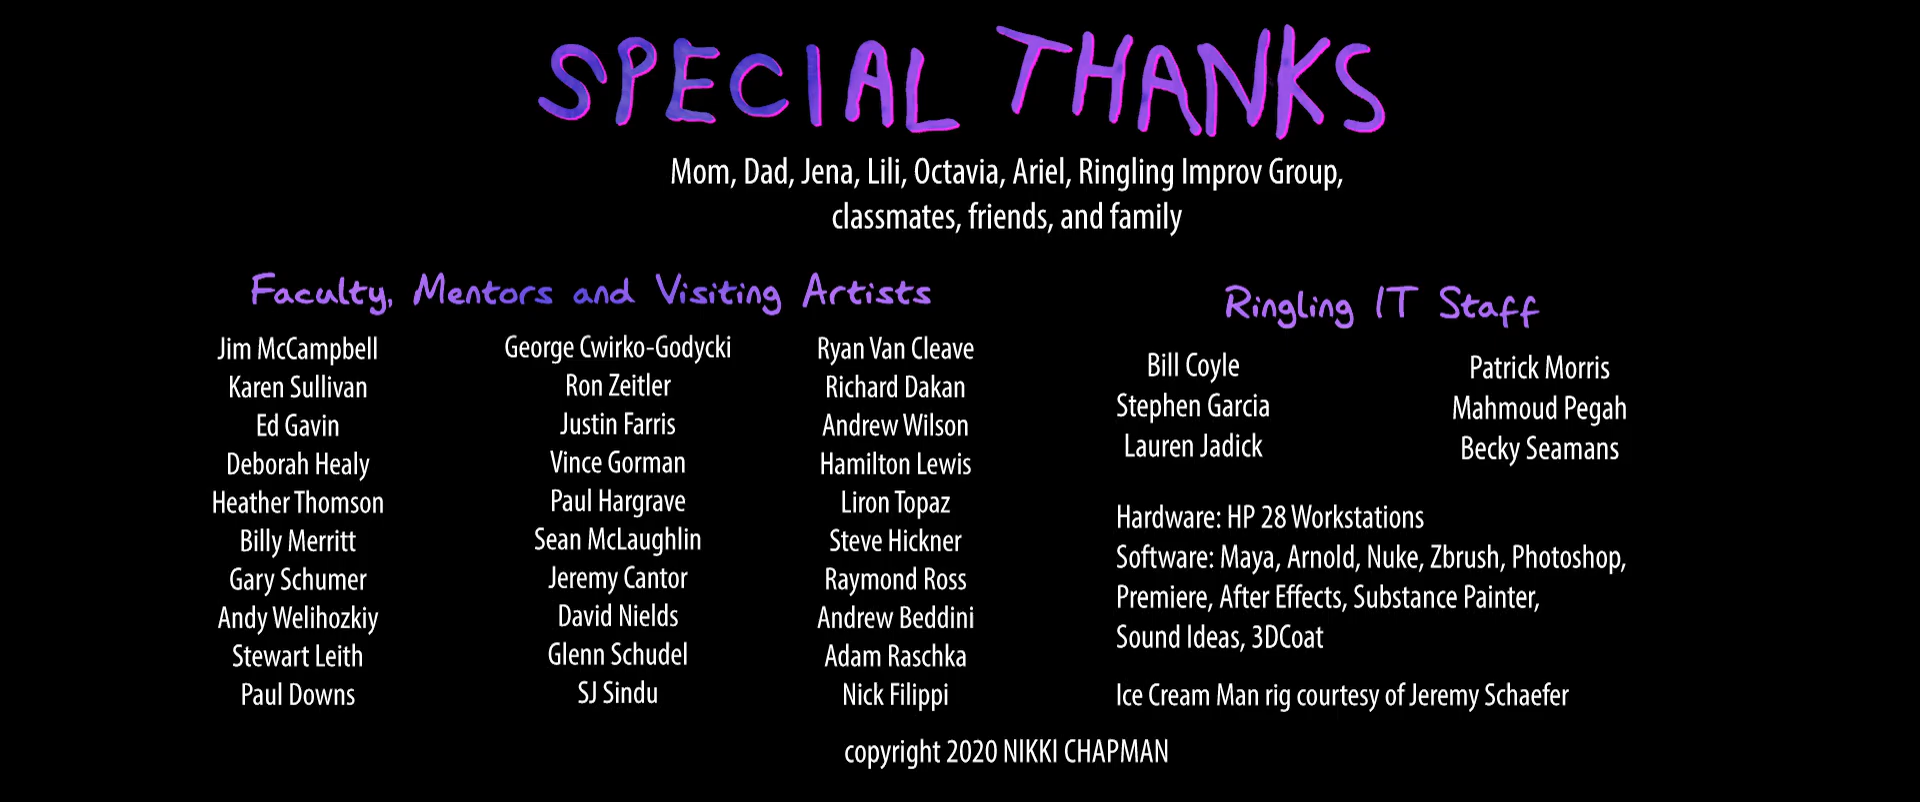 SPECIAL THANKS
Mom, Dad, Jena, Lili, Octavia, Ariel, Ringling Improv Group,
classmates, friends, and family
Faculty, Mentors and Visiting Artists
Jim McCampbell
Karen Sullivan
Ed Gavin
Deborah Healy
Heather Thomson
Billy Merritt
Gary Schumer
Andy Welihozkiy
Stewart Leith
Paul Downs
George Cwirko-Godycki
Ron Zeitler
Justin Farris
Vince Gorman
Paul Hargrave
Sean McLaughlin
Jeremy Cantor
David Nields
Glenn Schudel
SJ Sindu
Ryan Van Cleave
Richard Dakan
Andrew Wilson
Hamilton Lewis
Liron Topaz
Steve Hickner
Raymond Ross
Andrew Beddini
Adam Raschka
Nick Filippi
Ringling IT Staff
Bill Coyle
Stephen Garcia
Lauren Jadick
Patrick Morris
Mahmoud Pegah
Becky Seamans
Hardware: HP 28 Workstations
Software: Maya, Arnold, Nuke, Zbrush, Photoshop,
Premiere, After Effects, Substance Painter,
Sound Ideas, 3DCoat
Ice Cream Man rig courtesy of Jeremy Schaefer
copyright 2020 NIKKI CHAPMAN